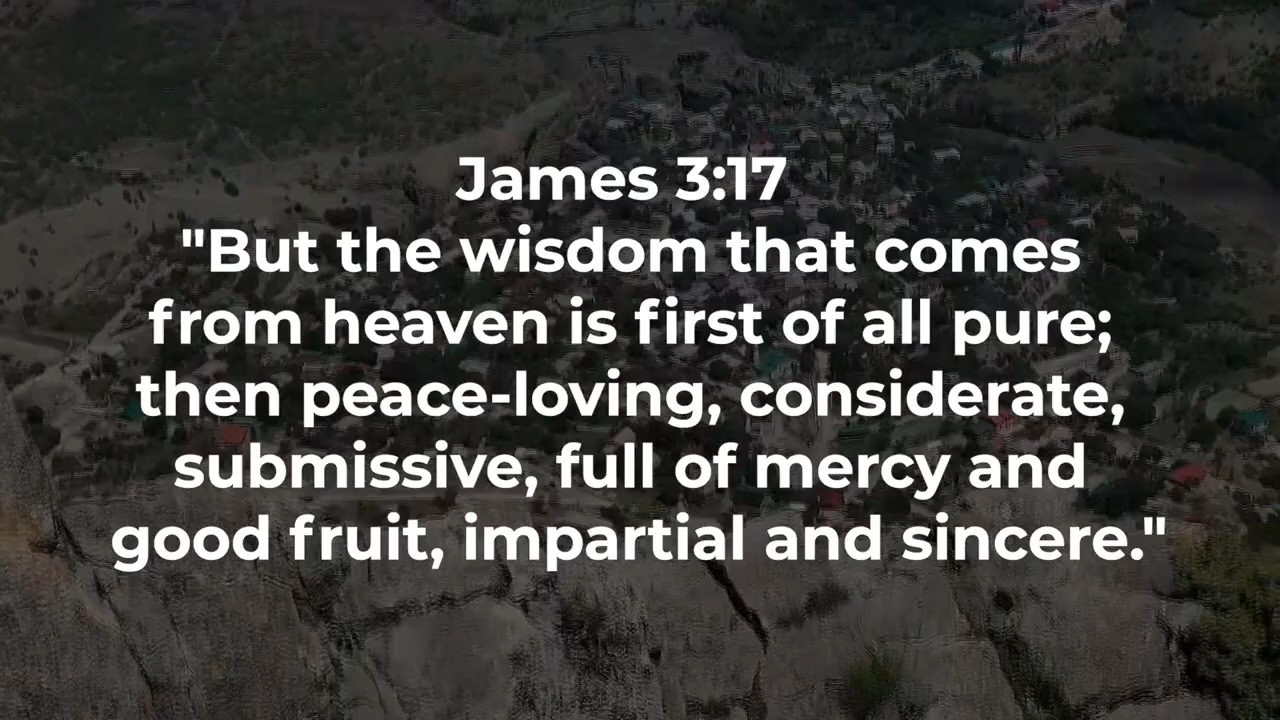 James 3:17
"But the wisdom that comes
from heaven is first of all pure;
then peace-loving, considerate,
submissive, full of mercy and
good fruit, impartial and sincere."